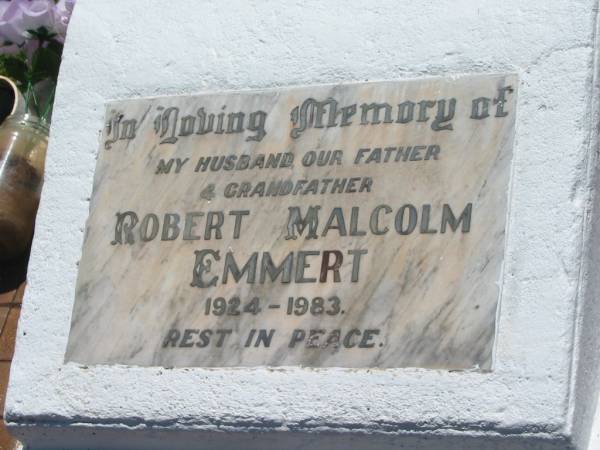 In Loving Memory of
MY HUSBAND OUR FATHER
& GRANDFATHER
ROBERT MALCOLM
EMMERT
1924 - 1983.
REST IN PEACE.